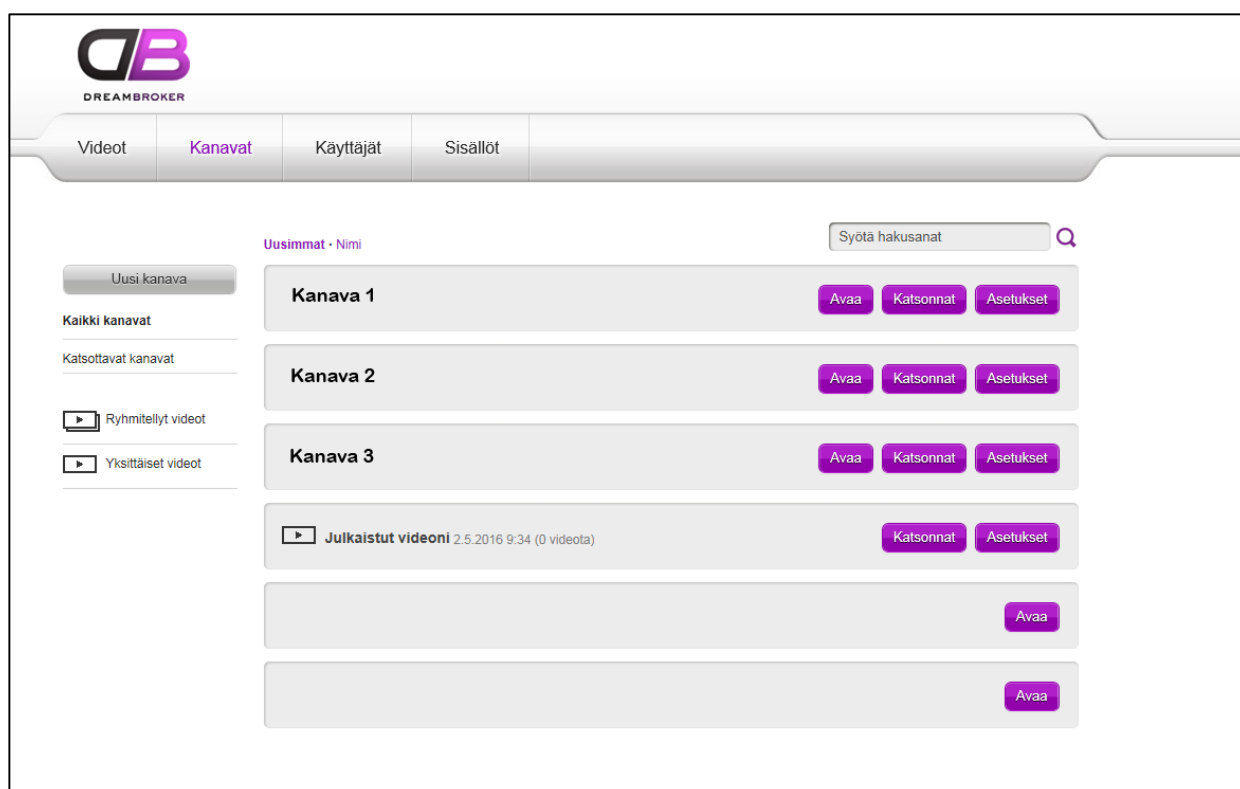 DB
DREAMBROKER
Videot Kanavat Käyttäjät Sisällöt
Uusimmat · Nimi
Syötä hakusanat
Uusi kanava
Kaikki kanavat
Katsottavat kanavat
Ryhmitellyt videot
Yksittäiset videot
Kanava 1 Avaa Katsonnat Asetukset
Kanava 2 Avaa Katsonnat Asetukset
Kanava 3 Avaa Katsonnat Asetukset
Julkaistut videoni 2.5.2016 9:34 (0 videota) Katsonnat Asetukset
Avaa
Avaa